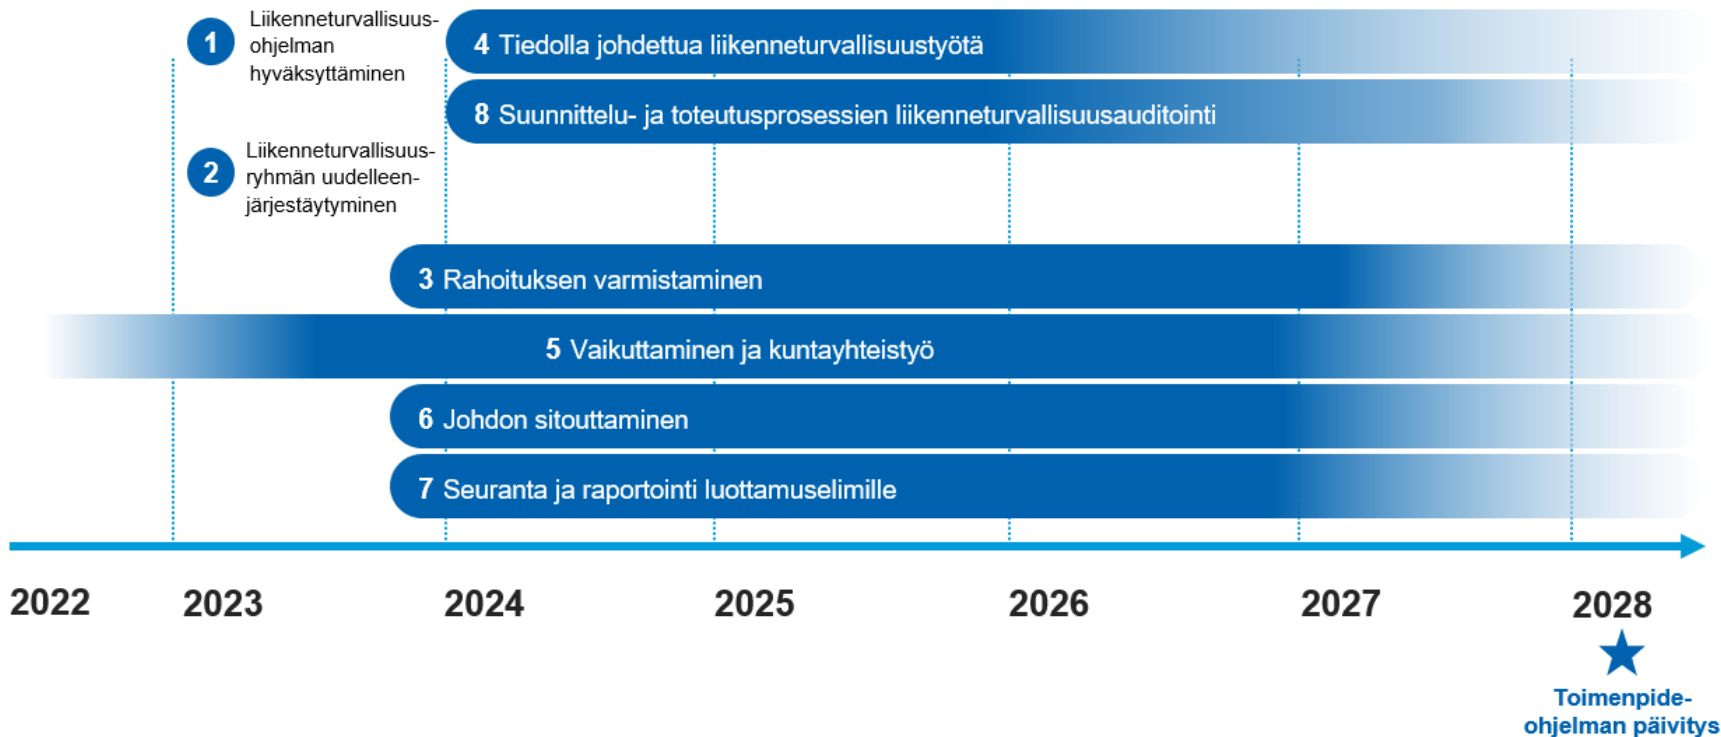 1
Liikenneturvallisuus-
ohjelman
hyväksyttäminen
4 Tiedolla johdettua liikenneturvallisuustyötä
8 Suunnittelu- ja toteutusprosessien liikenneturvallisuusauditointi
2
Liikenneturvallisuus-
ryhmän uudelleen-
järjestäytyminen
3 Rahoituksen varmistaminen
5 Vaikuttaminen ja kuntayhteistyö
6 Johdon sitouttaminen
7 Seuranta ja raportointi luottamuselimille
2022 2023 2024 2025 2026 2027 2028
Toimenpide-
ohjelman päivitys